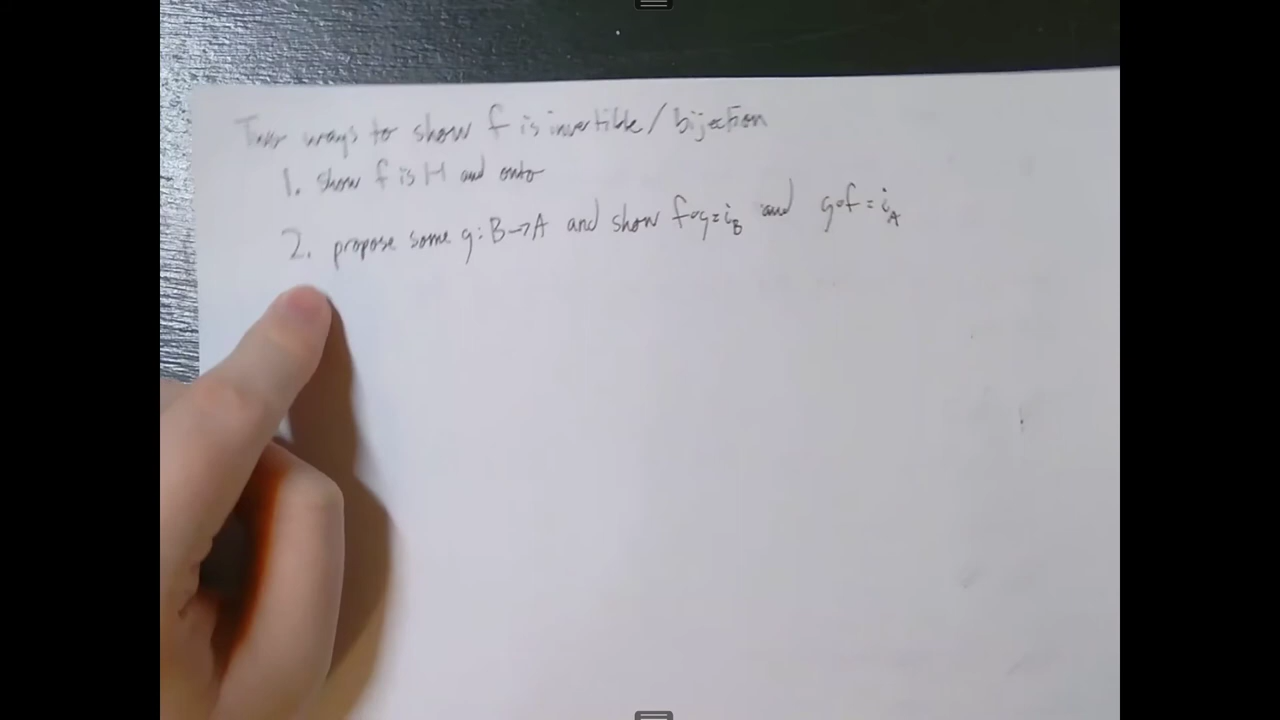 Two ways to show f is invertible/bijection
1. show f is 1-1 and onto
2. propose some g:B→A and show f∘g=i_B and g∘f=i_A